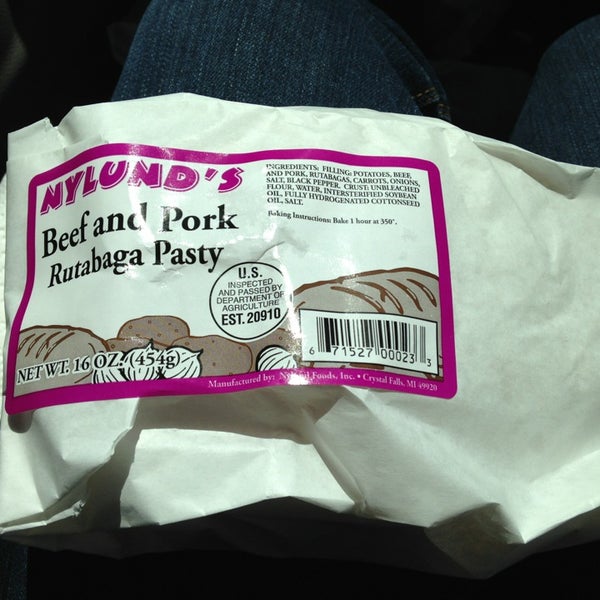 NYLUND'S
Beef and Pork
Rutabaga Pasty
INGREDIENTS: FILLING: POTATOES, BEEF,
AND PORK, RUTABAGAS, CARROTS, ONIONS,
SALT, BLACK PEPPER. CRUST: UNBLEACHED
FLOUR, WATER, INTERSTERIFIED SOYBEAN
OIL, FULLY HYDROGENATED COTTONSEED
OIL, SALT.
Baking Instructions: Bake 1 hour at 350°.
U.S.
INSPECTED
AND PASSED BY
DEPARTMENT OF
AGRICULTURE
EST. 20910
6 71527 00023 3
NET WT. 16 OZ. (454g)
Manufactured by: Nylund Foods, Inc. • Crystal Falls, MI 49920